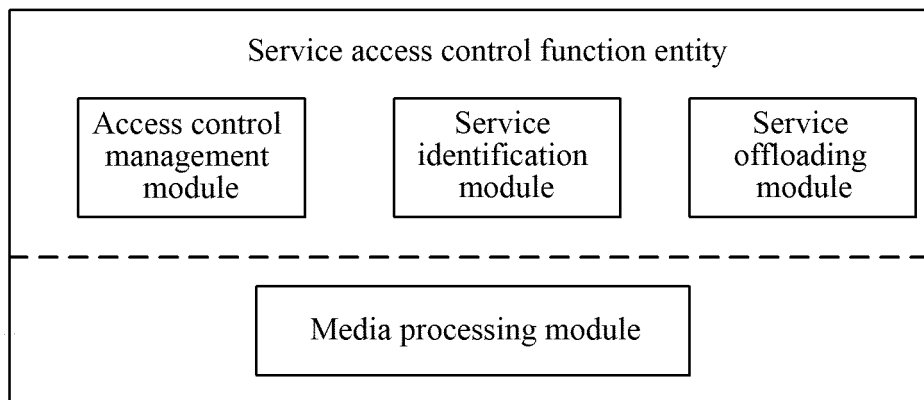 Service access control function entity
Access control
management
module
Service
identification
module
Service
offloading
module
Media processing module